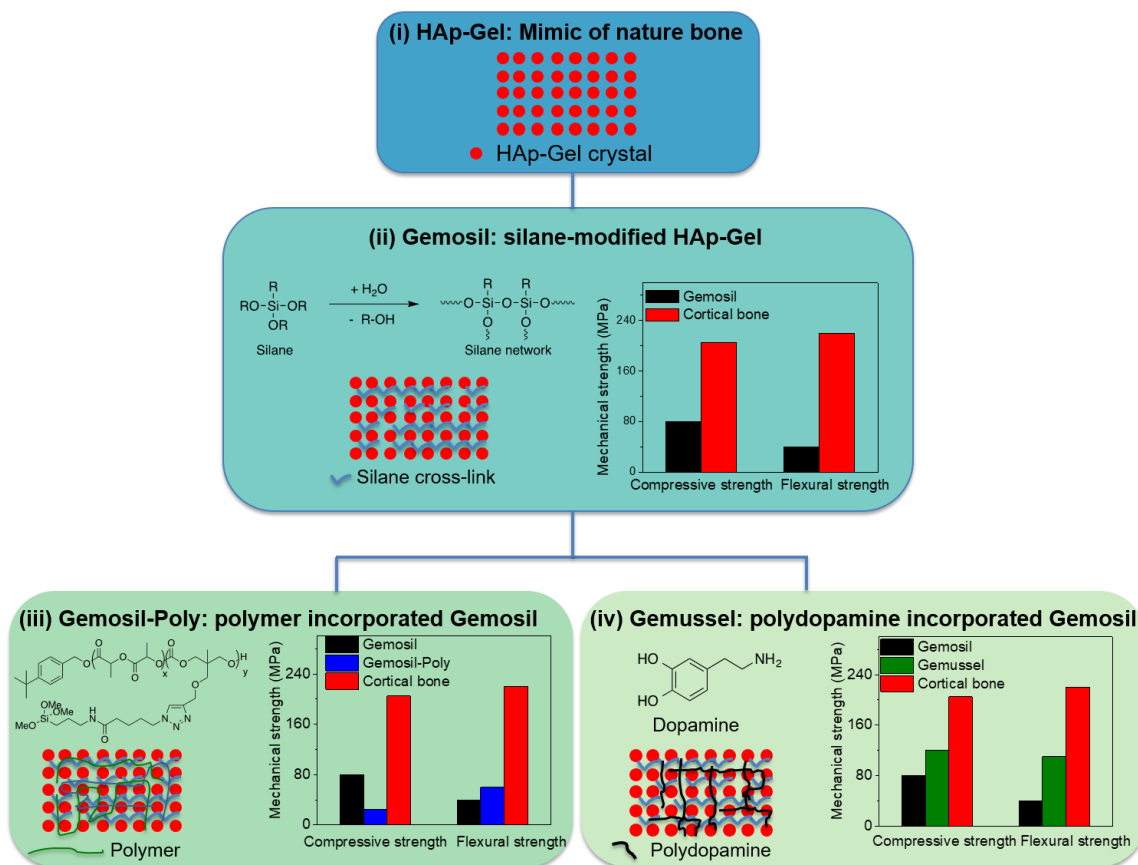 (i) HAp-Gel: Mimic of nature bone
HAp-Gel crystal
(ii) Gemosil: silane-modified HAp-Gel
R
RO—Si—OR
OR
Silane
+ H₂O
- R-OH
R R
O—Si—O—Si—O
O O
Silane network
Silane cross-link
Mechanical strength (MPa)
240
160
80
0
Gemosil
Cortical bone
Compressive strength Flexural strength
(iii) Gemosil-Poly: polymer incorporated Gemosil
O O O H
O O O O O
O x y
O
OMe
MeO
MeO—Si N N=N
H
N
O
Polymer
Mechanical strength (MPa)
240
160
80
0
Gemosil
Gemosil-Poly
Cortical bone
Compressive strength Flexural strength
(iv) Gemussel: polydopamine incorporated Gemosil
HO
NH₂
HO
Dopamine
Polydopamine
Mechanical strength (MPa)
240
160
80
0
Gemosil
Gemussel
Cortical bone
Compressive strength Flexural strength